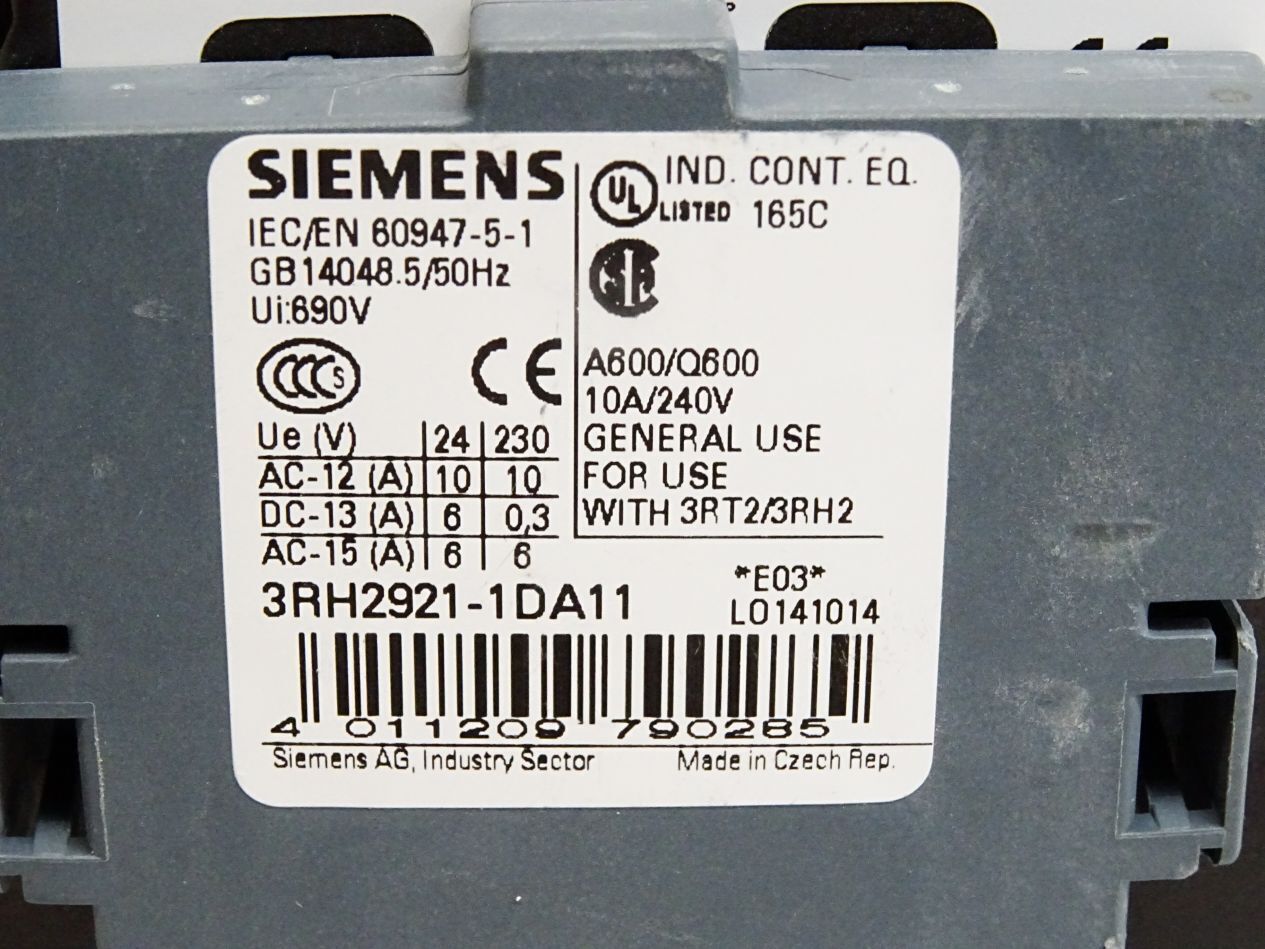 SIEMENS
IEC/EN 60947-5-1
GB14048.5/50Hz
Ui:690V
CCC S
CE
Ue (V) 24 230
AC-12 (A) 10 10
DC-13 (A) 6 0,3
AC-15 (A) 6 6
UL LISTED
IND. CONT. EQ.
165C
A600/Q600
10A/240V
GENERAL USE
FOR USE
WITH 3RT2/3RH2
3RH2921-1DA11
*E03*
L0141014
4 011209 790285
Siemens AG, Industry Sector
Made in Czech Rep.